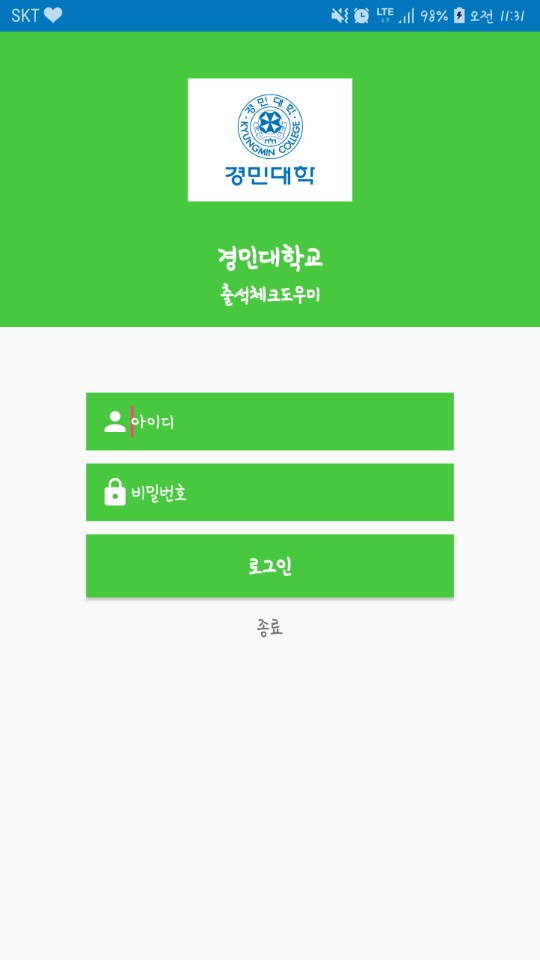 SKT LTE 98% 오전 11:31
경민대학
KYUNGMIN COLLEGE
경민대학
경민대학교
출석체크도우미
아이디
비밀번호
로그인
종료